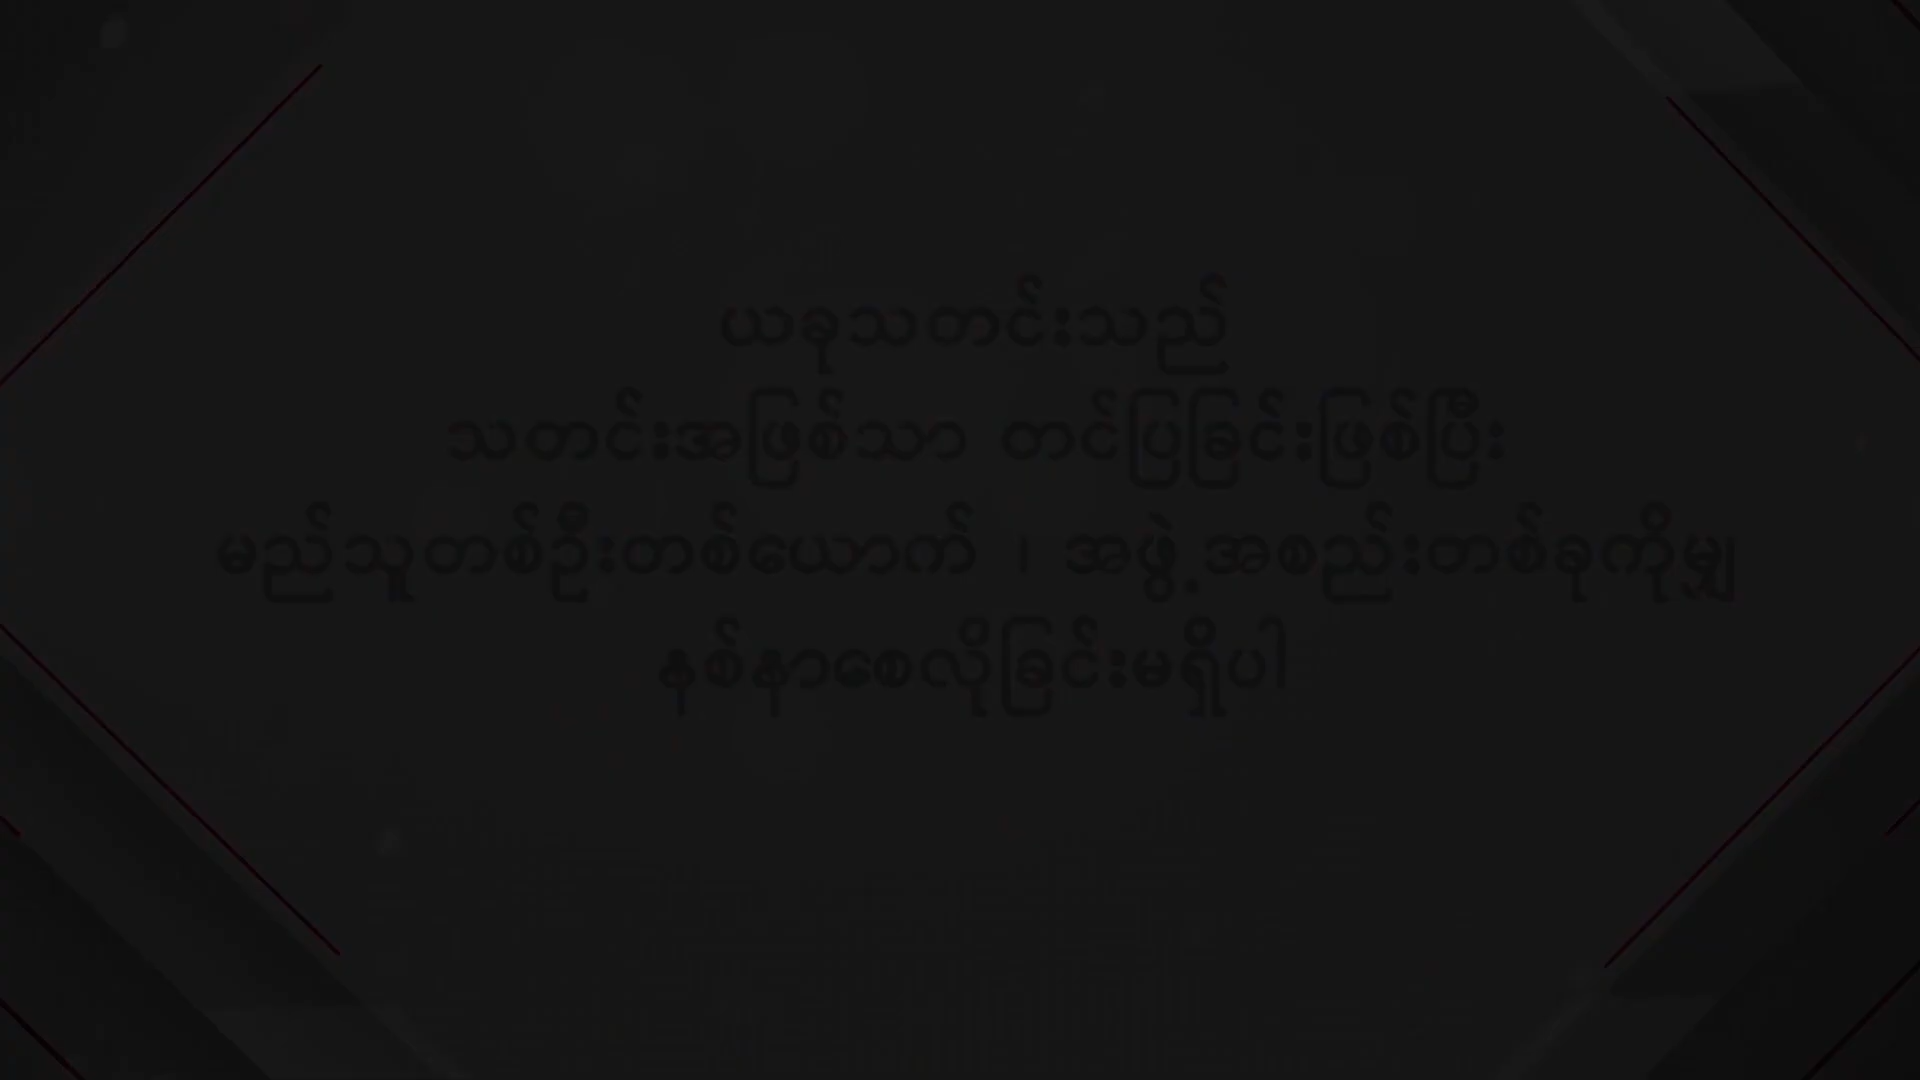 ယခုသတင်းသည်
သတင်းအဖြစ်သာ တင်ပြခြင်းဖြစ်ပြီး
မည်သူတစ်ဦးတစ်ယောက် ၊ အဖွဲ့အစည်းတစ်ခုကိုမျှ
နစ်နာစေလိုခြင်းမရှိပါ